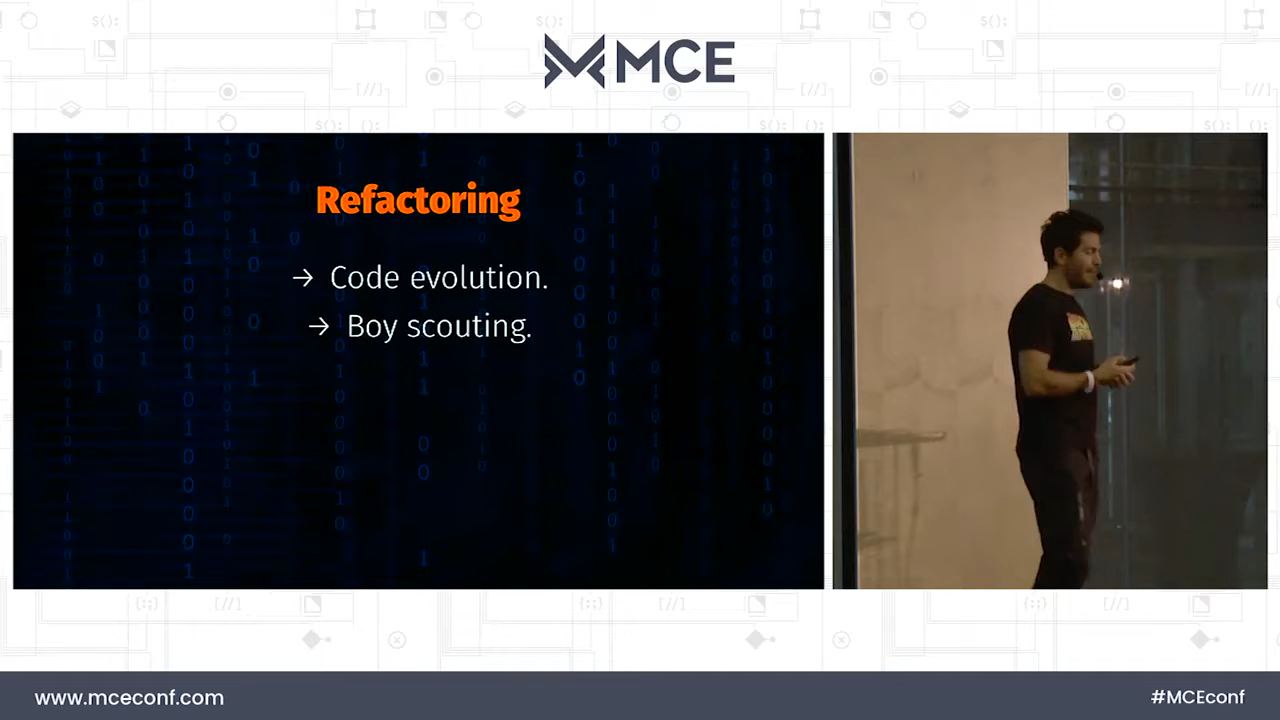 MCE
Refactoring
→ Code evolution.
→ Boy scouting.
www.mceconf.com
#MCEconf